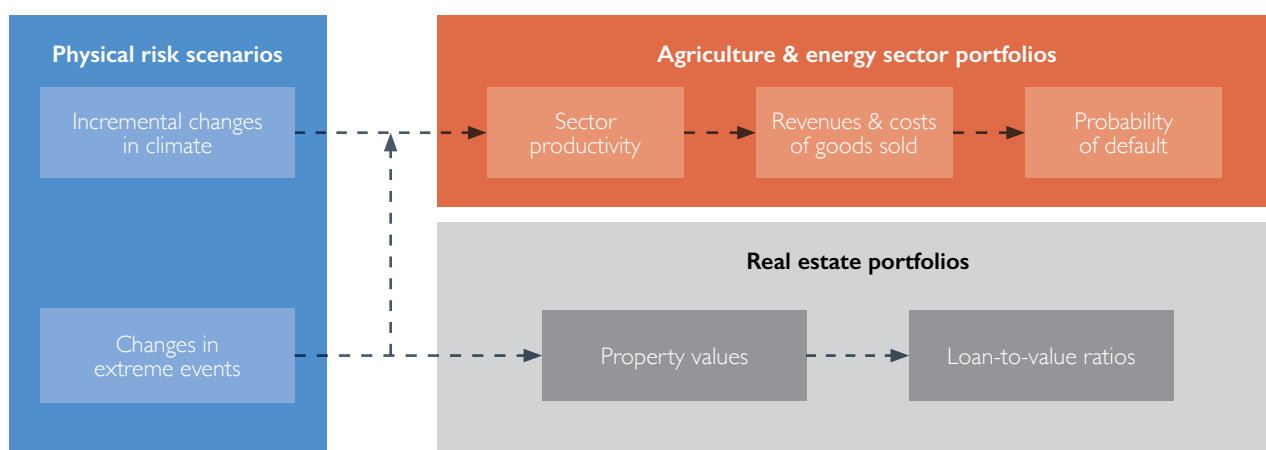 Physical risk scenarios
Incremental changes
in climate
Changes in
extreme events
Agriculture & energy sector portfolios
Sector
productivity
Revenues & costs
of goods sold
Probability
of default
Real estate portfolios
Property values
Loan-to-value ratios